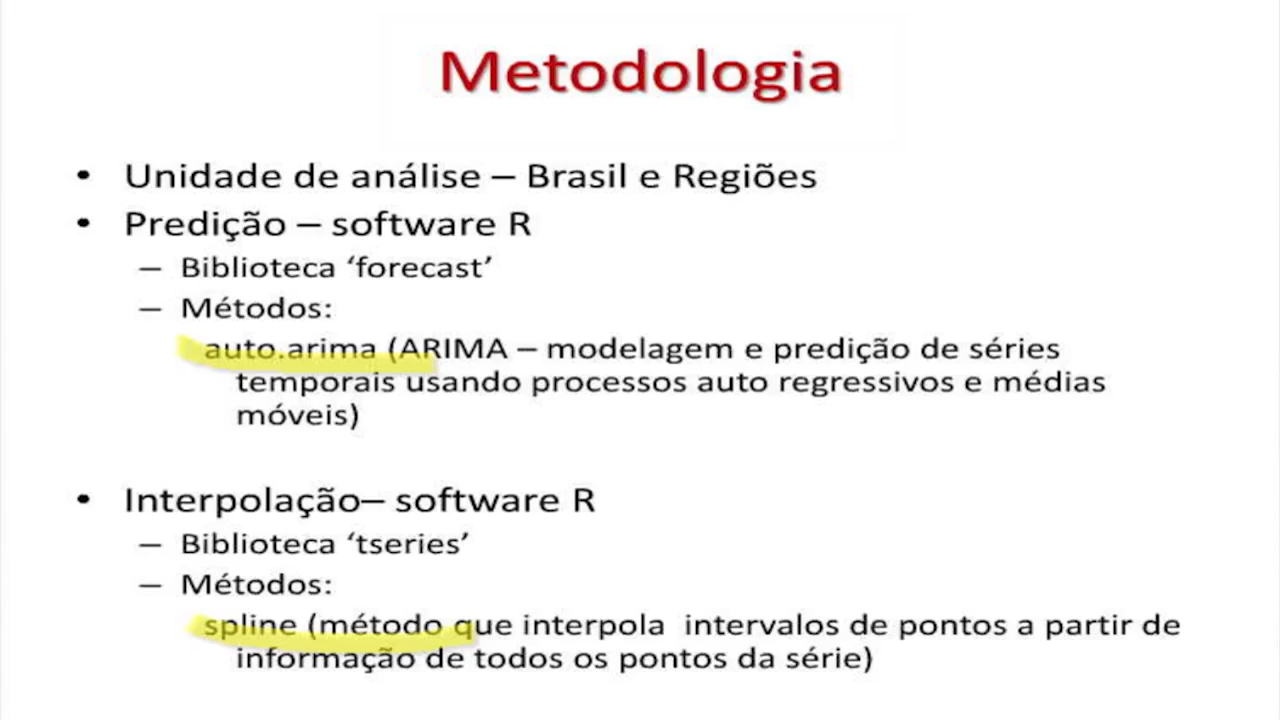 Metodologia
• Unidade de análise – Brasil e Regiões
• Predição – software R
– Biblioteca ‘forecast’
– Métodos:
auto.arima (ARIMA – modelagem e predição de séries
temporais usando processos auto regressivos e médias
móveis)
• Interpolação– software R
– Biblioteca ‘tseries’
– Métodos:
spline (método que interpola intervalos de pontos a partir de
informação de todos os pontos da série)